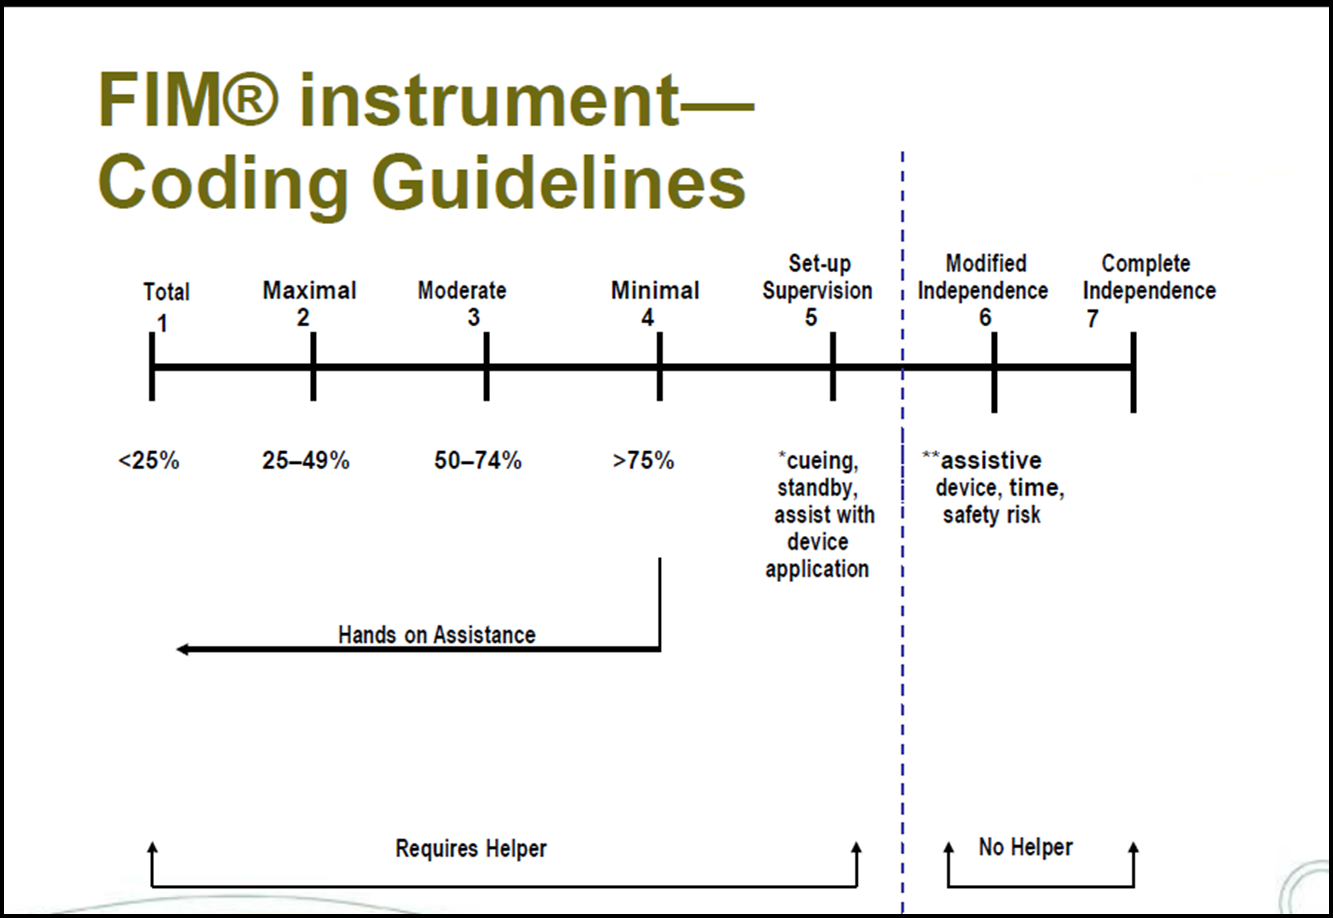 FIM® instrument—
Coding Guidelines
Total
1
Maximal
2
Moderate
3
Minimal
4
Set-up
Supervision
5
Modified
Independence
6
Complete
Independence
7
<25%
25–49%
50–74%
>75%
*cueing,
standby,
assist with
device
application
**assistive
device, time,
safety risk
Hands on Assistance
Requires Helper
No Helper